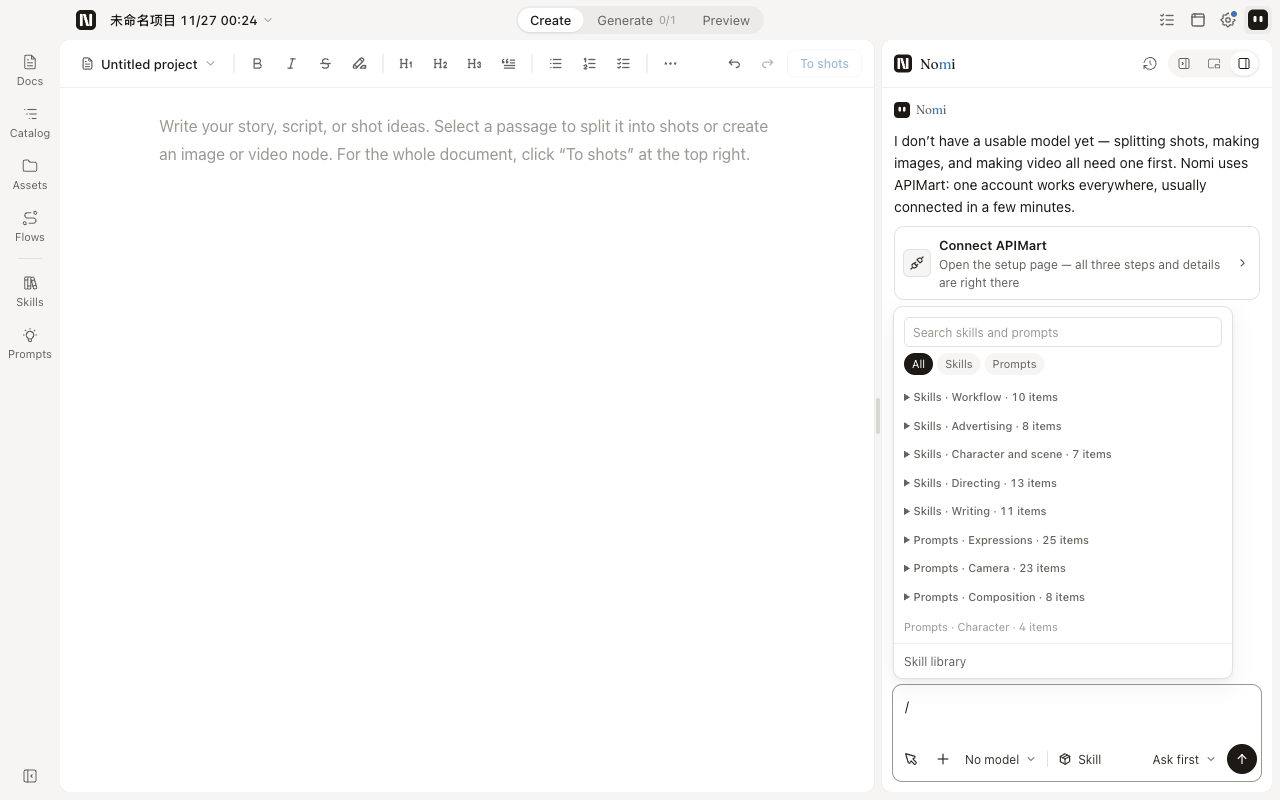 未命名项目 11/27 00:24
Create
Generate 0/1
Preview
Docs
Catalog
Assets
Flows
Skills
Prompts
Untitled project
B
I
S
H1
H2
H3
To shots
Write your story, script, or shot ideas. Select a passage to split it into shots or create
an image or video node. For the whole document, click “To shots” at the top right.
Nomi
Nomi
I don’t have a usable model yet — splitting shots, making
images, and making video all need one first. Nomi uses
APIMart: one account works everywhere, usually
connected in a few minutes.
Connect APIMart
Open the setup page — all three steps and details
are right there
Search skills and prompts
All
Skills
Prompts
Skills · Workflow · 10 items
Skills · Advertising · 8 items
Skills · Character and scene · 7 items
Skills · Directing · 13 items
Skills · Writing · 11 items
Prompts · Expressions · 25 items
Prompts · Camera · 23 items
Prompts · Composition · 8 items
Prompts · Character · 4 items
Skill library
/
No model
Skill
Ask first